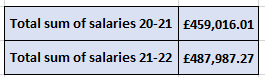 Total sum of salaries 20-21 £459,016.01
Total sum of salaries 21-22 £487,987.27